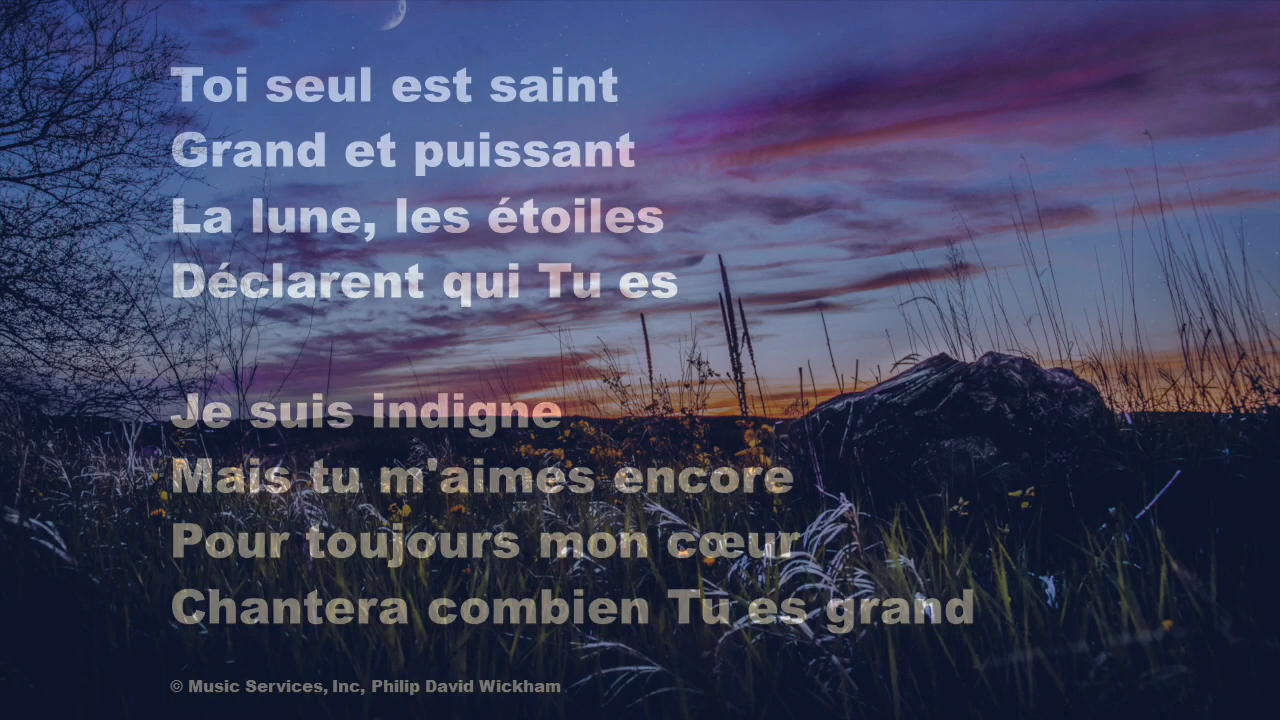 Toi seul est saint
Grand et puissant
La lune, les étoiles
Déclarent qui Tu es
Je suis indigne
Mais tu m'aimes encore
Pour toujours mon cœur
Chantera combien Tu es grand
© Music Services, Inc, Philip David Wickham